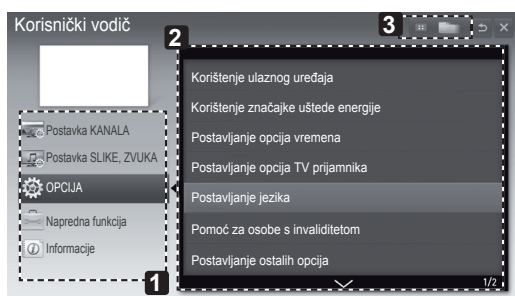 Korisnički vodič
2
3
Korištenje ulaznog uređaja
Korištenje značajke uštede energije
Postavljanje opcija vremena
Postavljanje opcija TV prijamnika
Postavljanje jezika
Pomoć za osobe s invaliditetom
Postavljanje ostalih opcija
1/2
Postavka KANALA
Postavka SLIKE, ZVUKA
OPCIJA
Napredna funkcija
Informacije
1